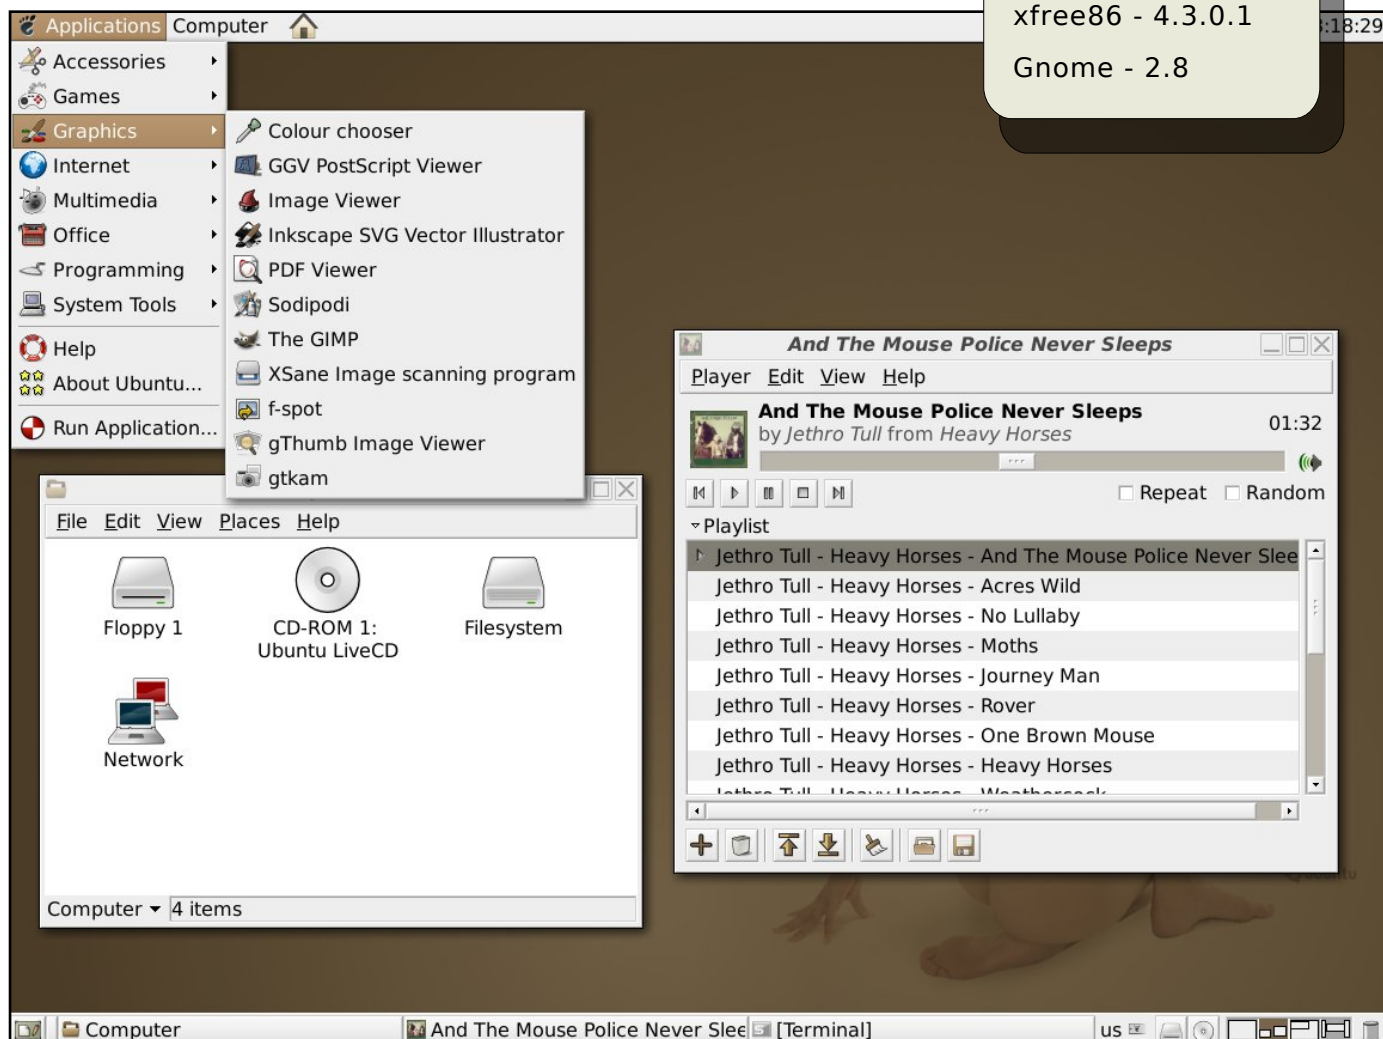 Applications Computer
xfree86 - 4.3.0.1
Gnome - 2.8
:18:29
Accessories
Games
Graphics
Internet
Multimedia
Office
Programming
System Tools
Help
About Ubuntu...
Run Application...
Colour chooser
GGV PostScript Viewer
Image Viewer
Inkscape SVG Vector Illustrator
PDF Viewer
Sodipodi
The GIMP
XSane Image scanning program
f-spot
gThumb Image Viewer
gtkam
File Edit View Places Help
Floppy 1
CD-ROM 1:
Ubuntu LiveCD
Filesystem
Network
Computer 4 items
And The Mouse Police Never Sleeps
Player Edit View Help
And The Mouse Police Never Sleeps
01:32
by Jethro Tull from Heavy Horses
Repeat Random
Playlist
Jethro Tull - Heavy Horses - And The Mouse Police Never Slee
Jethro Tull - Heavy Horses - Acres Wild
Jethro Tull - Heavy Horses - No Lullaby
Jethro Tull - Heavy Horses - Moths
Jethro Tull - Heavy Horses - Journey Man
Jethro Tull - Heavy Horses - Rover
Jethro Tull - Heavy Horses - One Brown Mouse
Jethro Tull - Heavy Horses - Heavy Horses
Jethro Tull - Heavy Horses - Weathercock
ubuntu
Computer
And The Mouse Police Never Slee
[Terminal]
us